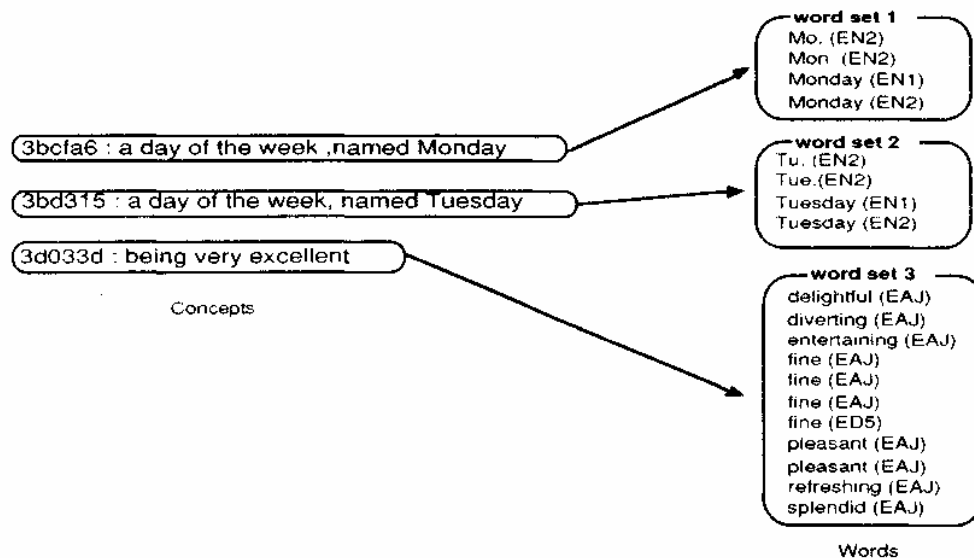 word set 1
Mo. (EN2)
Mon (EN2)
Monday (EN1)
Monday (EN2)
3bcfa6 : a day of the week ,named Monday
word set 2
Tu. (EN2)
Tue.(EN2)
Tuesday (EN1)
Tuesday (EN2)
3bd315 : a day of the week, named Tuesday
3d033d : being very excellent
Concepts
word set 3
delightful (EAJ)
diverting (EAJ)
entertaining (EAJ)
fine (EAJ)
fine (EAJ)
fine (EAJ)
fine (ED5)
pleasant (EAJ)
pleasant (EAJ)
refreshing (EAJ)
splendid (EAJ)
Words